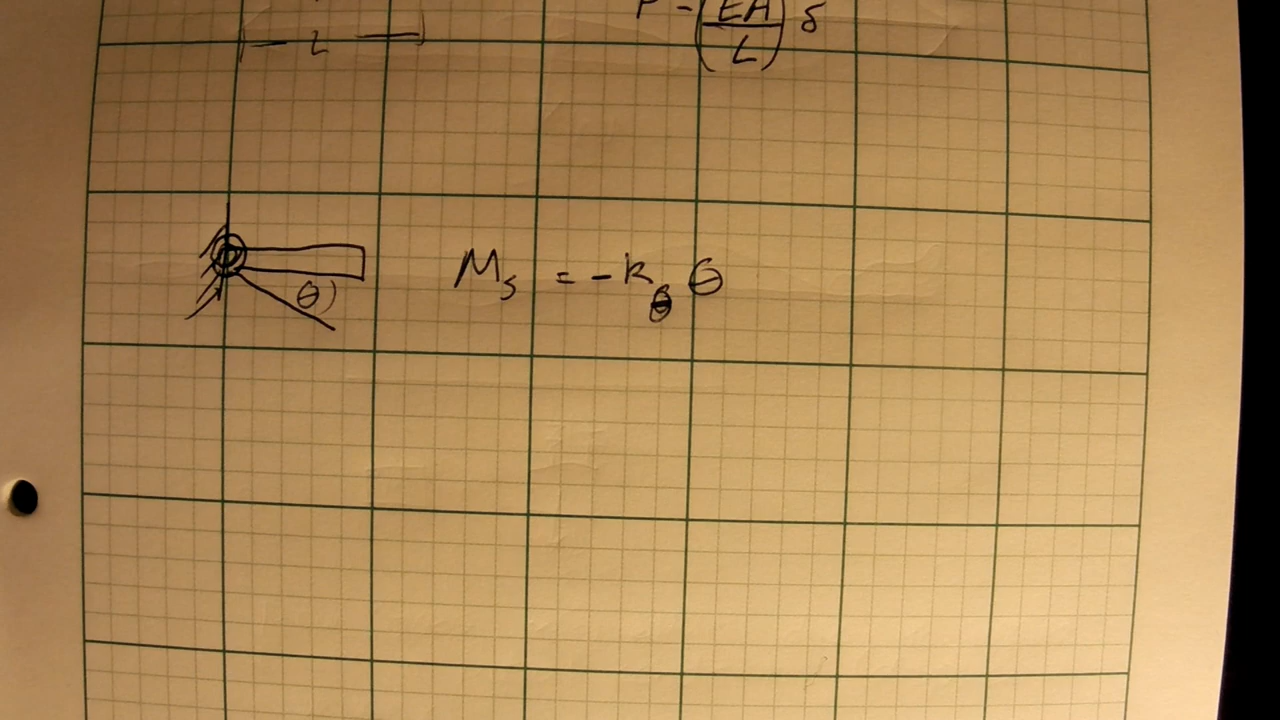 L
P = (EA/L) δ
θ
M_s = -k_θ θ